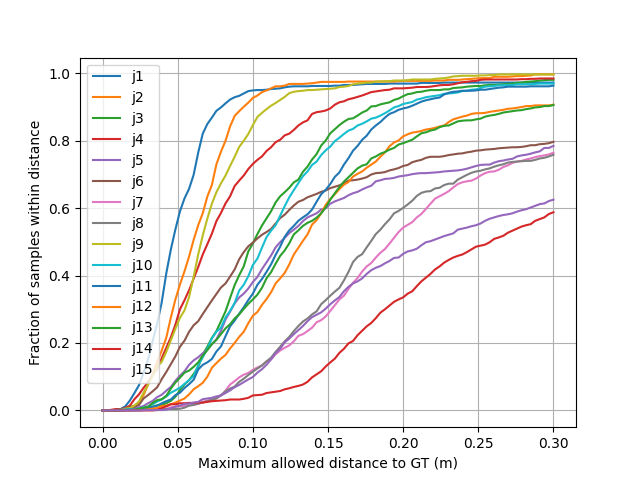 1.0
0.8
0.6
0.4
0.2
0.0
Fraction of samples within distance
j1
j2
j3
j4
j5
j6
j7
j8
j9
j10
j11
j12
j13
j14
j15
0.00 0.05 0.10 0.15 0.20 0.25 0.30
Maximum allowed distance to GT (m)